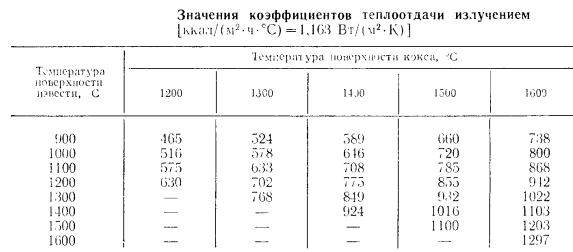 Значения коэффициентов теплоотдачи излучением
[ккал/(м²·ч·°С) = 1,163 Вт/(м²·К)]
Температура поверхности извести, С
Температура поверхности кокса, °С
1200 1300 1400 1500 1600
900 465 524 589 660 738
1000 516 578 646 720 800
1100 575 633 708 785 868
1200 630 702 775 855 942
1300 — 768 849 932 1022
1400 — — 924 1016 1103
1500 — — — 1100 1203
1600 — — — — 1297